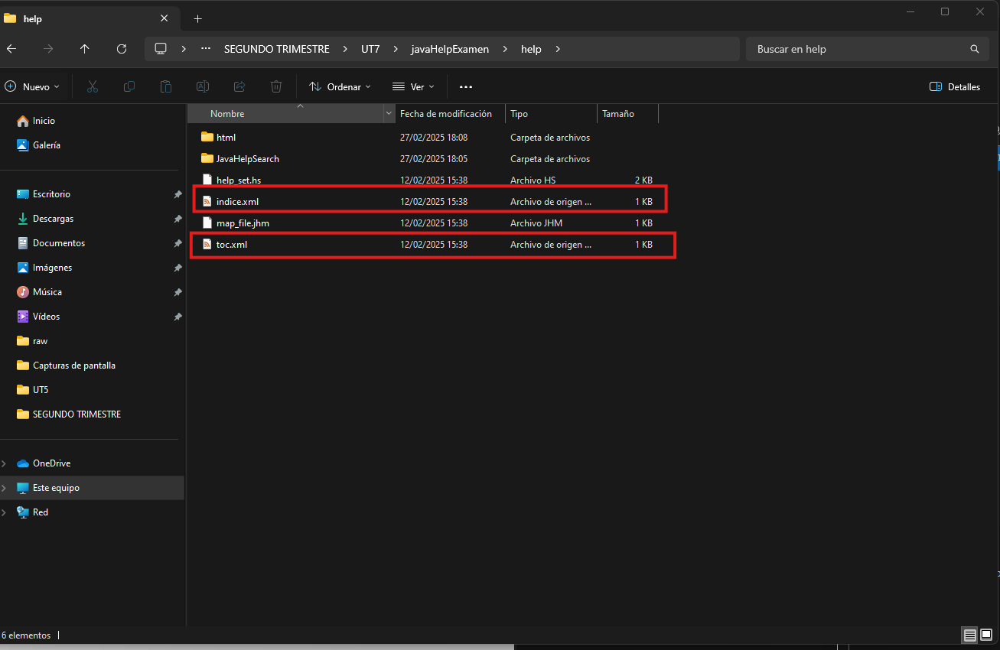 help
SEGUNDO TRIMESTRE UT7 javaHelpExamen help
Buscar en help
Nuevo Ordenar Ver Detalles
Nombre Fecha de modificación Tipo Tamaño
html 27/02/2025 18:08 Carpeta de archivos
JavaHelpSearch 27/02/2025 18:05 Carpeta de archivos
help_set.hs 12/02/2025 15:38 Archivo HS 2 KB
indice.xml 12/02/2025 15:38 Archivo de origen ... 1 KB
map_file.jhm 12/02/2025 15:38 Archivo JHM 1 KB
toc.xml 12/02/2025 15:38 Archivo de origen ... 1 KB
Inicio
Galería
Escritorio
Descargas
Documentos
Imágenes
Música
Vídeos
raw
Capturas de pantalla
UT5
SEGUNDO TRIMESTRE
OneDrive
Este equipo
Red
6 elementos